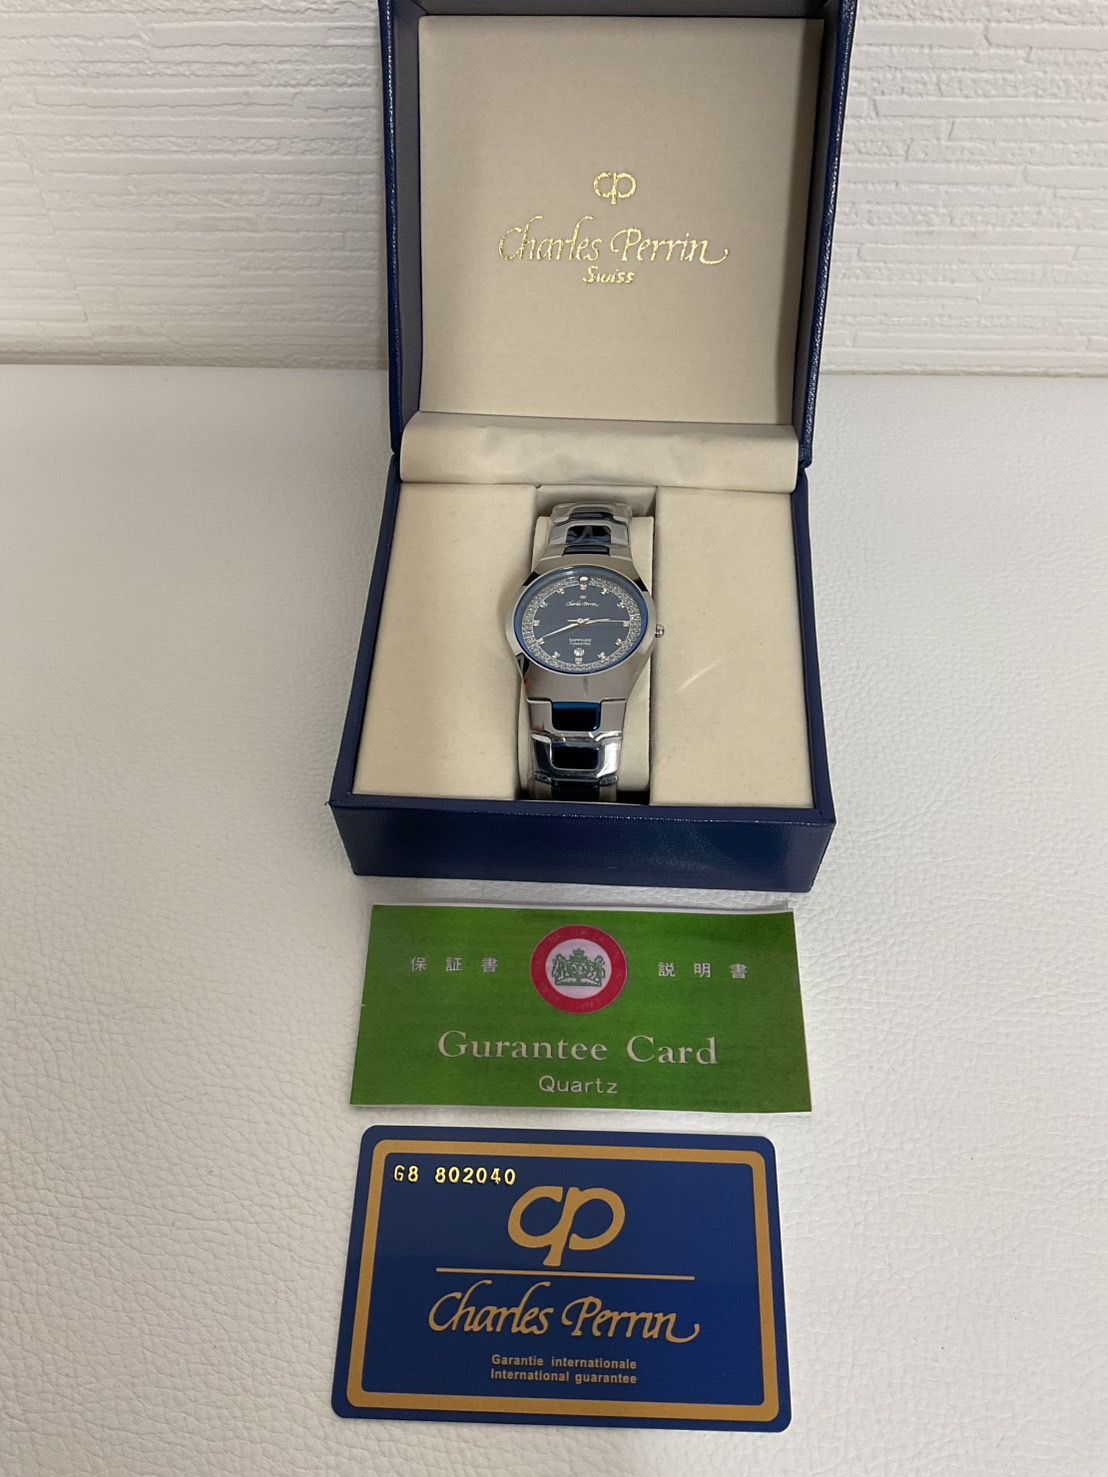 cp
Charles Perrin
Swiss
cp
Charles Perrin
SAPPHIRE
保証書
説明書
Gurantee Card
Quartz
G8 802040
cp
Charles Perrin
Garantie internationale
International guarantee